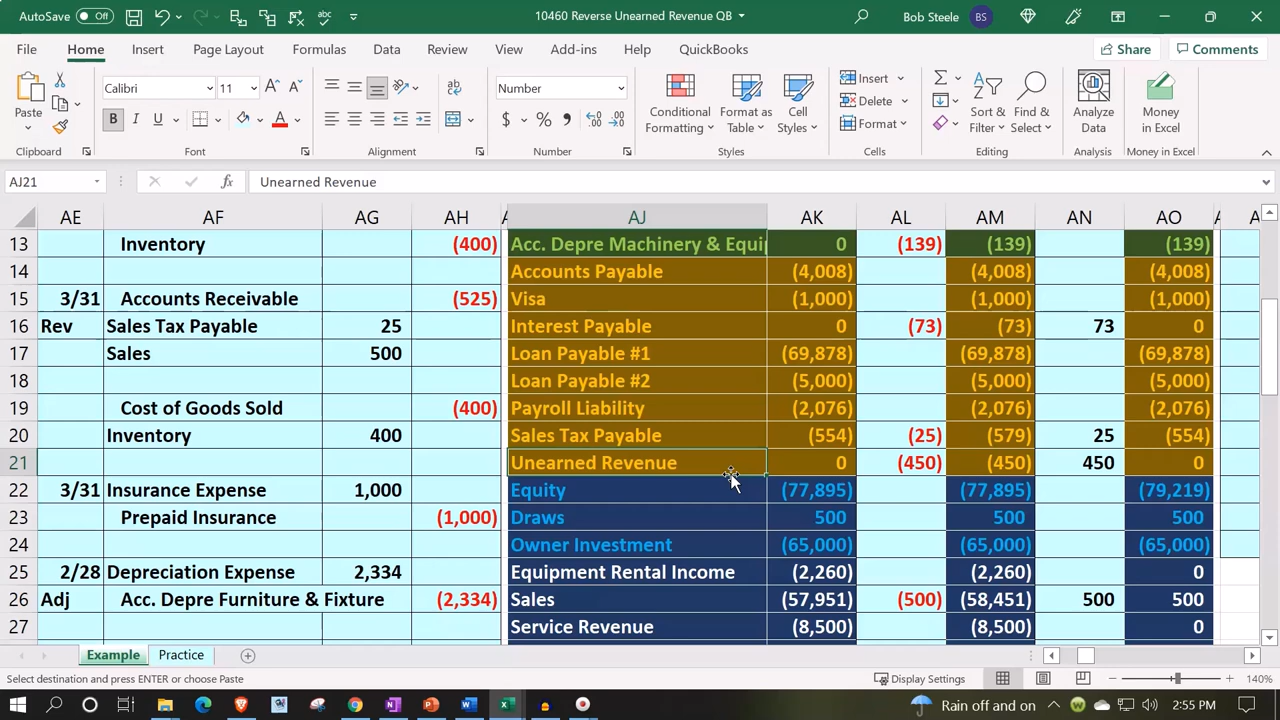 AutoSave Off 10460 Reverse Unearned Revenue QB Bob Steele BS
File Home Insert Page Layout Formulas Data Review View Add-ins Help QuickBooks Share Comments
Paste Calibri 11 Number Conditional Formatting Format as Table Cell Styles Insert Delete Format Sort & Filter Find & Select Analyze Data Money in Excel
Clipboard Font Alignment Number Styles Cells Editing Analysis Money in Excel
AJ21 fx Unearned Revenue
AE AF AG AH AJ AK AL AM AN AO
13 Inventory (400) Acc. Depre Machinery & Equip 0 (139) (139) (139)
14 Accounts Payable (4,008) (4,008) (4,008)
15 3/31 Accounts Receivable (525) Visa (1,000) (1,000) (1,000)
16 Rev Sales Tax Payable 25 Interest Payable 0 (73) (73) 73 0
17 Sales 500 Loan Payable #1 (69,878) (69,878) (69,878)
18 Loan Payable #2 (5,000) (5,000) (5,000)
19 Cost of Goods Sold (400) Payroll Liability (2,076) (2,076) (2,076)
20 Inventory 400 Sales Tax Payable (554) (25) (579) 25 (554)
21 Unearned Revenue 0 (450) (450) 450 0
22 3/31 Insurance Expense 1,000 Equity (77,895) (77,895) (79,219)
23 Prepaid Insurance (1,000) Draws 500 500 500
24 Owner Investment (65,000) (65,000) (65,000)
25 2/28 Depreciation Expense 2,334 Equipment Rental Income (2,260) (2,260) 0
26 Adj Acc. Depre Furniture & Fixture (2,334) Sales (57,951) (500) (58,451) 500 500
27 Service Revenue (8,500) (8,500) 0
Example Practice
Select destination and press ENTER or choose Paste Display Settings 140%
Rain off and on 2:55 PM